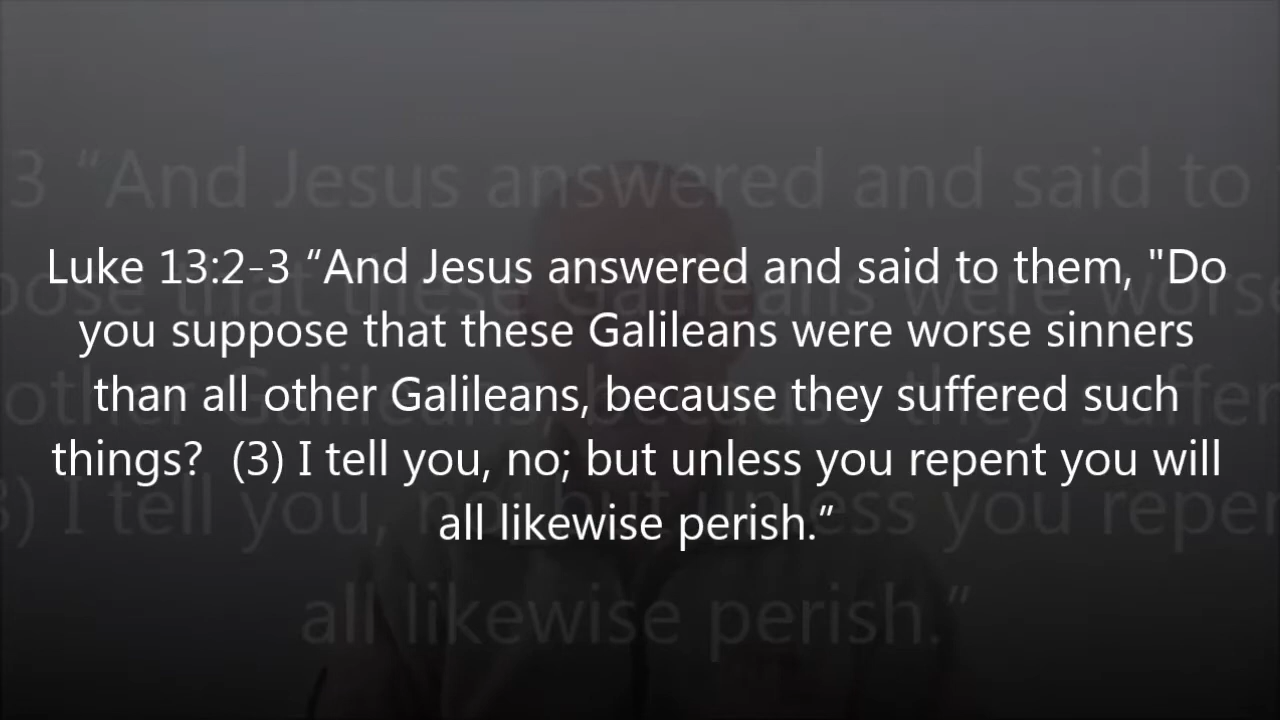 Luke 13:2-3 “And Jesus answered and said to them, "Do
you suppose that these Galileans were worse sinners
than all other Galileans, because they suffered such
things?  (3) I tell you, no; but unless you repent you will
all likewise perish.”